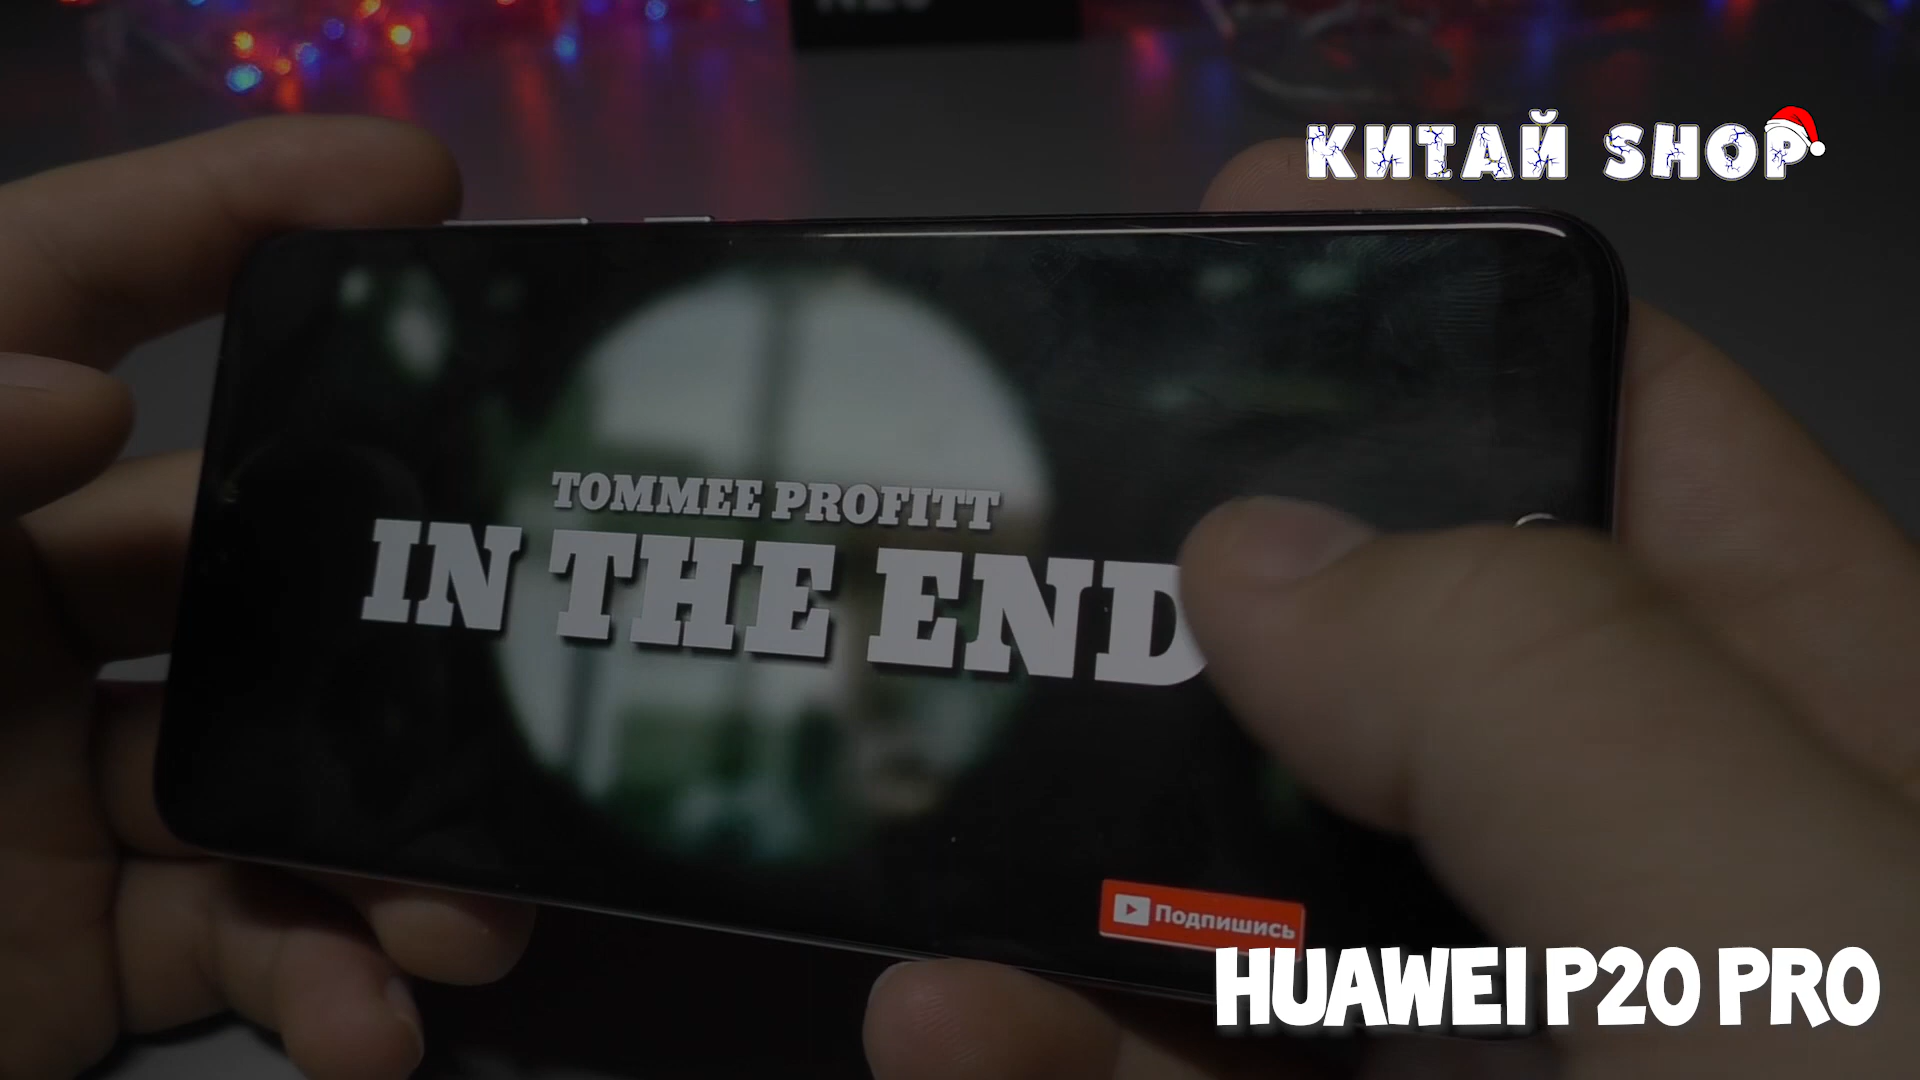 КИТАЙ SHOP
TOMMEE PROFITT
IN THE END
Подпишись
HUAWEI P20 PRO